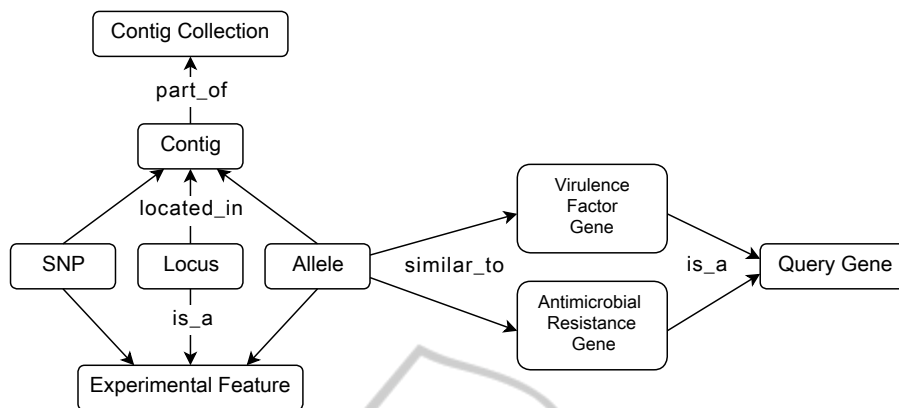 Contig Collection
part_of
Contig
located_in
SNP
Locus
Allele
is_a
Experimental Feature
similar_to
Virulence
Factor
Gene
Antimicrobial
Resistance
Gene
is_a
Query Gene